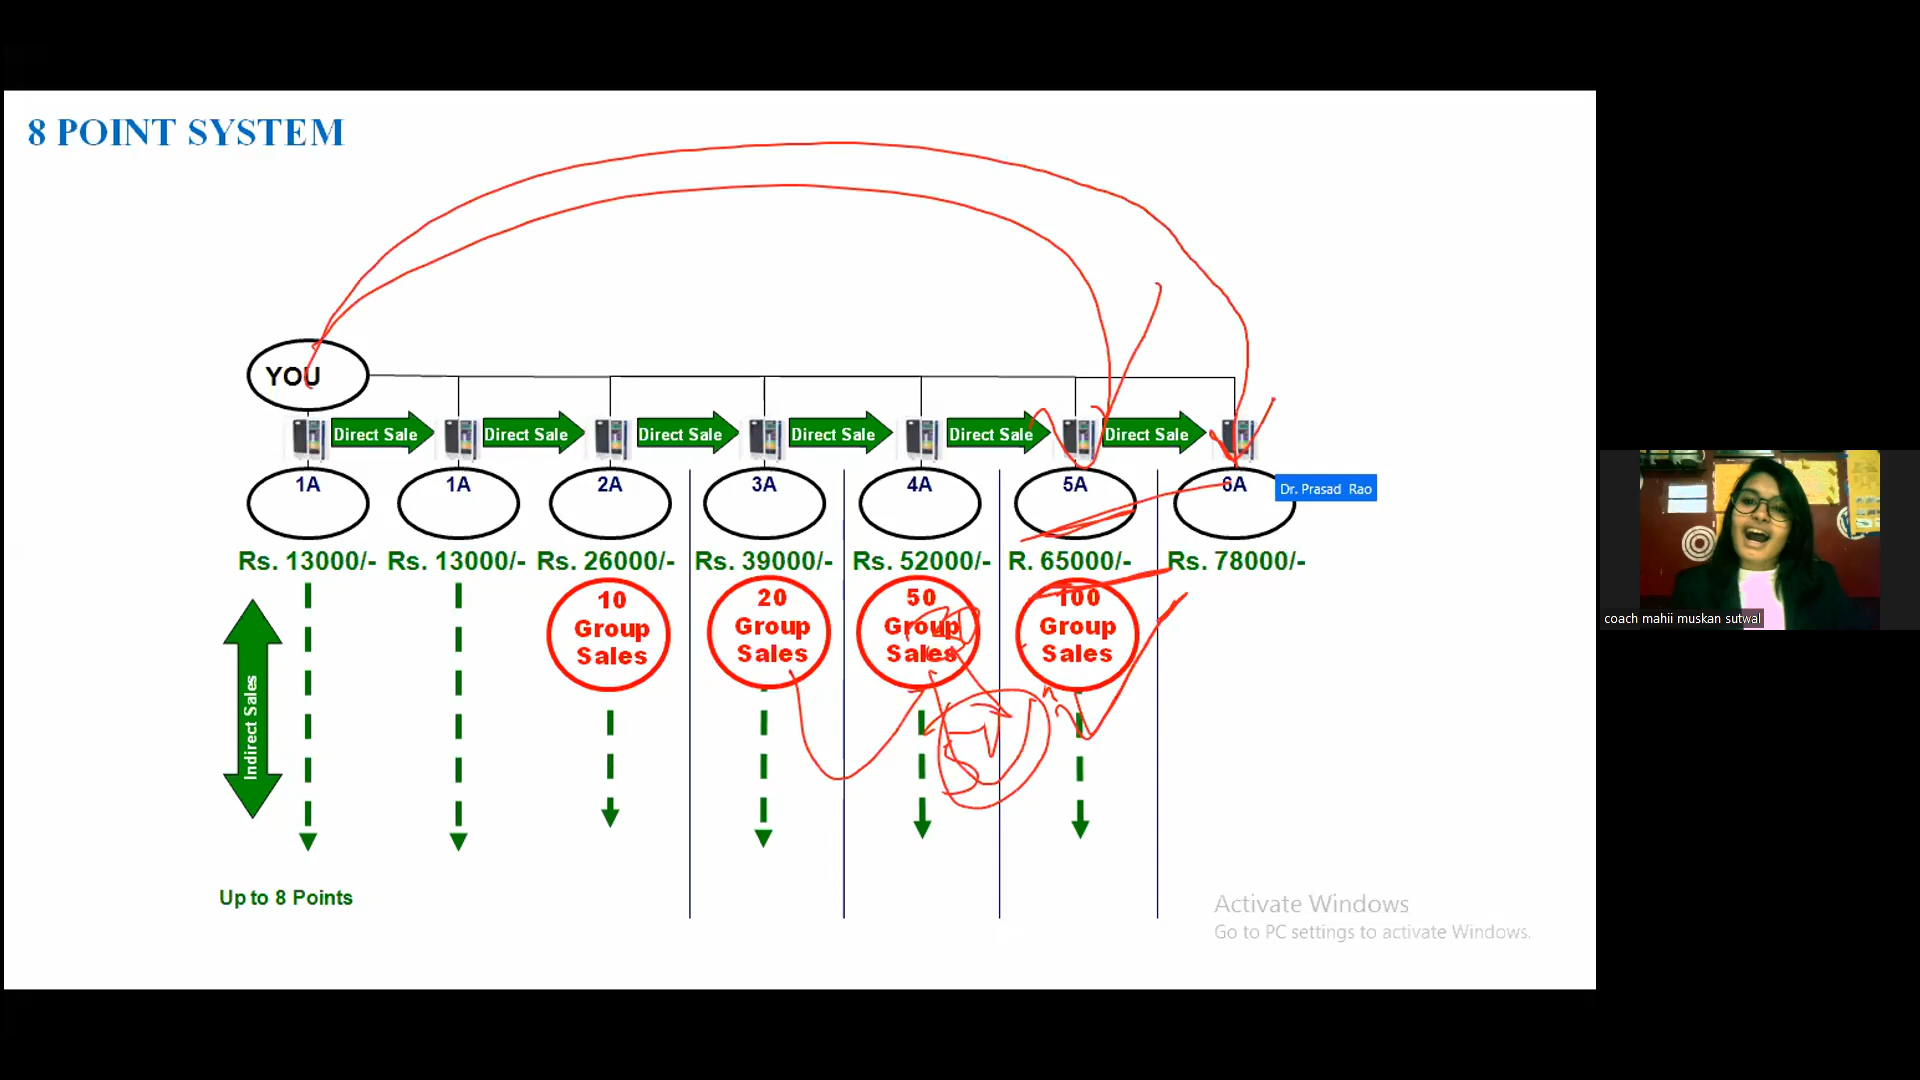 8 POINT SYSTEM
YOU
Direct Sale
Direct Sale
Direct Sale
Direct Sale
Direct Sale
Direct Sale
1A
1A
2A
3A
4A
5A
6A
Dr. Prasad Rao
Rs. 13000/-
Rs. 13000/-
Rs. 26000/-
Rs. 39000/-
Rs. 52000/-
R. 65000/-
Rs. 78000/-
10
Group
Sales
20
Group
Sales
50
Group
Sales
100
Group
Sales
Indirect Sales
coach mahii muskan sutwal
Up to 8 Points
Activate Windows
Go to PC settings to activate Windows.